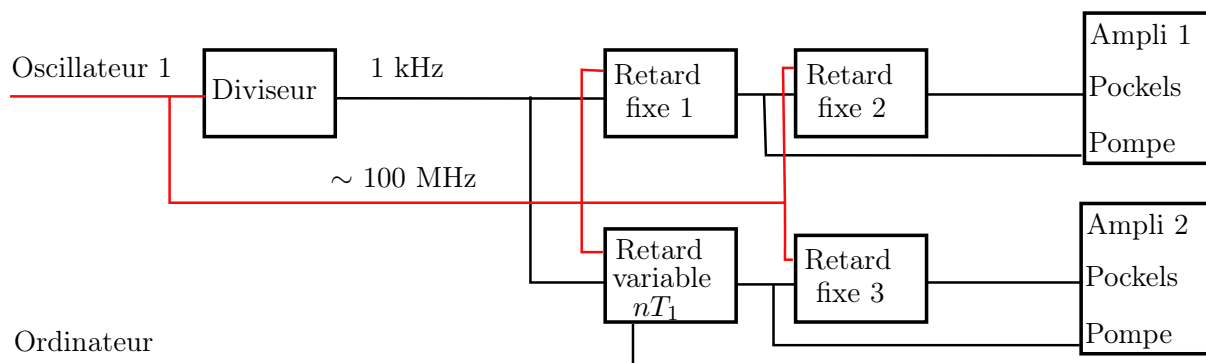 Oscillateur 1
Diviseur
1 kHz
Retard
fixe 1
Retard
fixe 2
Ampli 1
Pockels
Pompe
∼ 100 MHz
Retard
variable
nT₁
Retard
fixe 3
Ampli 2
Pockels
Pompe
Ordinateur